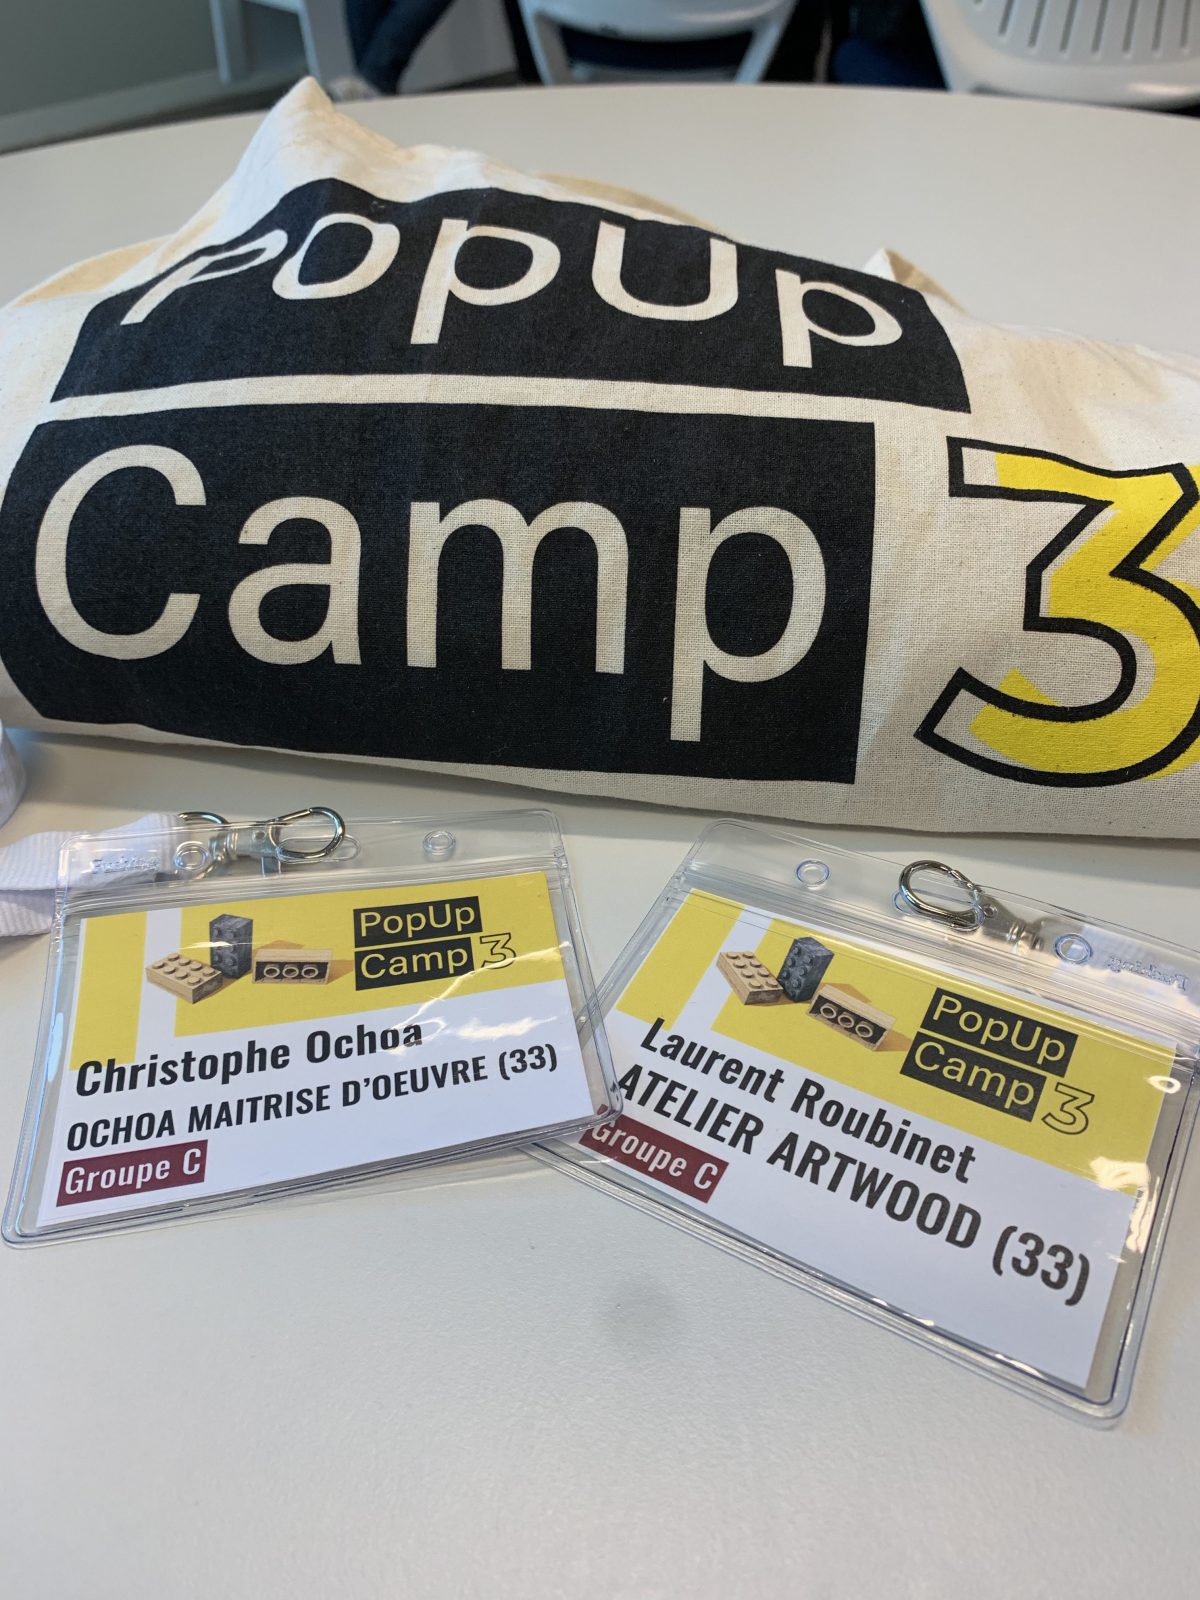 PopUp
Camp 3
PopUp
Camp 3
Christophe Ochoa
OCHOA MAITRISE D'OEUVRE (33)
Groupe C
PopUp
Camp 3
Laurent Roubinet
ATELIER ARTWOOD (33)
Groupe C